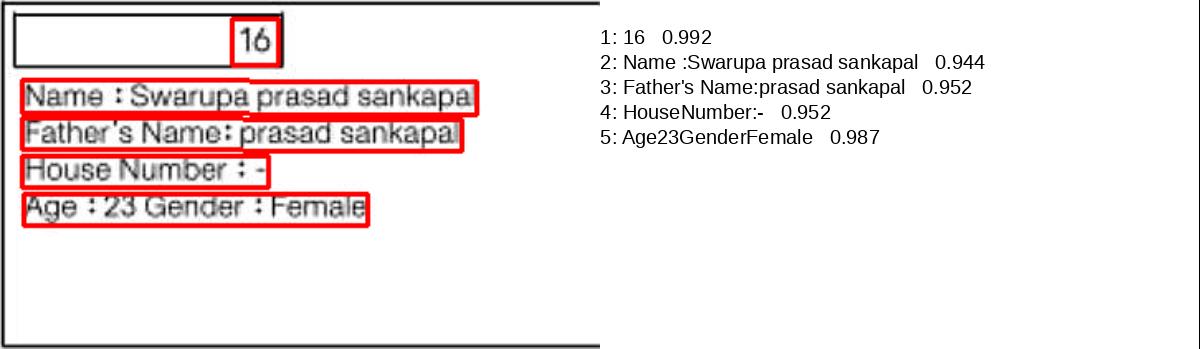 16
Name : Swarupa prasad sankapal
Father's Name: prasad sankapal
House Number : -
Age : 23 Gender : Female
1: 16 0.992
2: Name :Swarupa prasad sankapal 0.944
3: Father's Name:prasad sankapal 0.952
4: HouseNumber:- 0.952
5: Age23GenderFemale 0.987